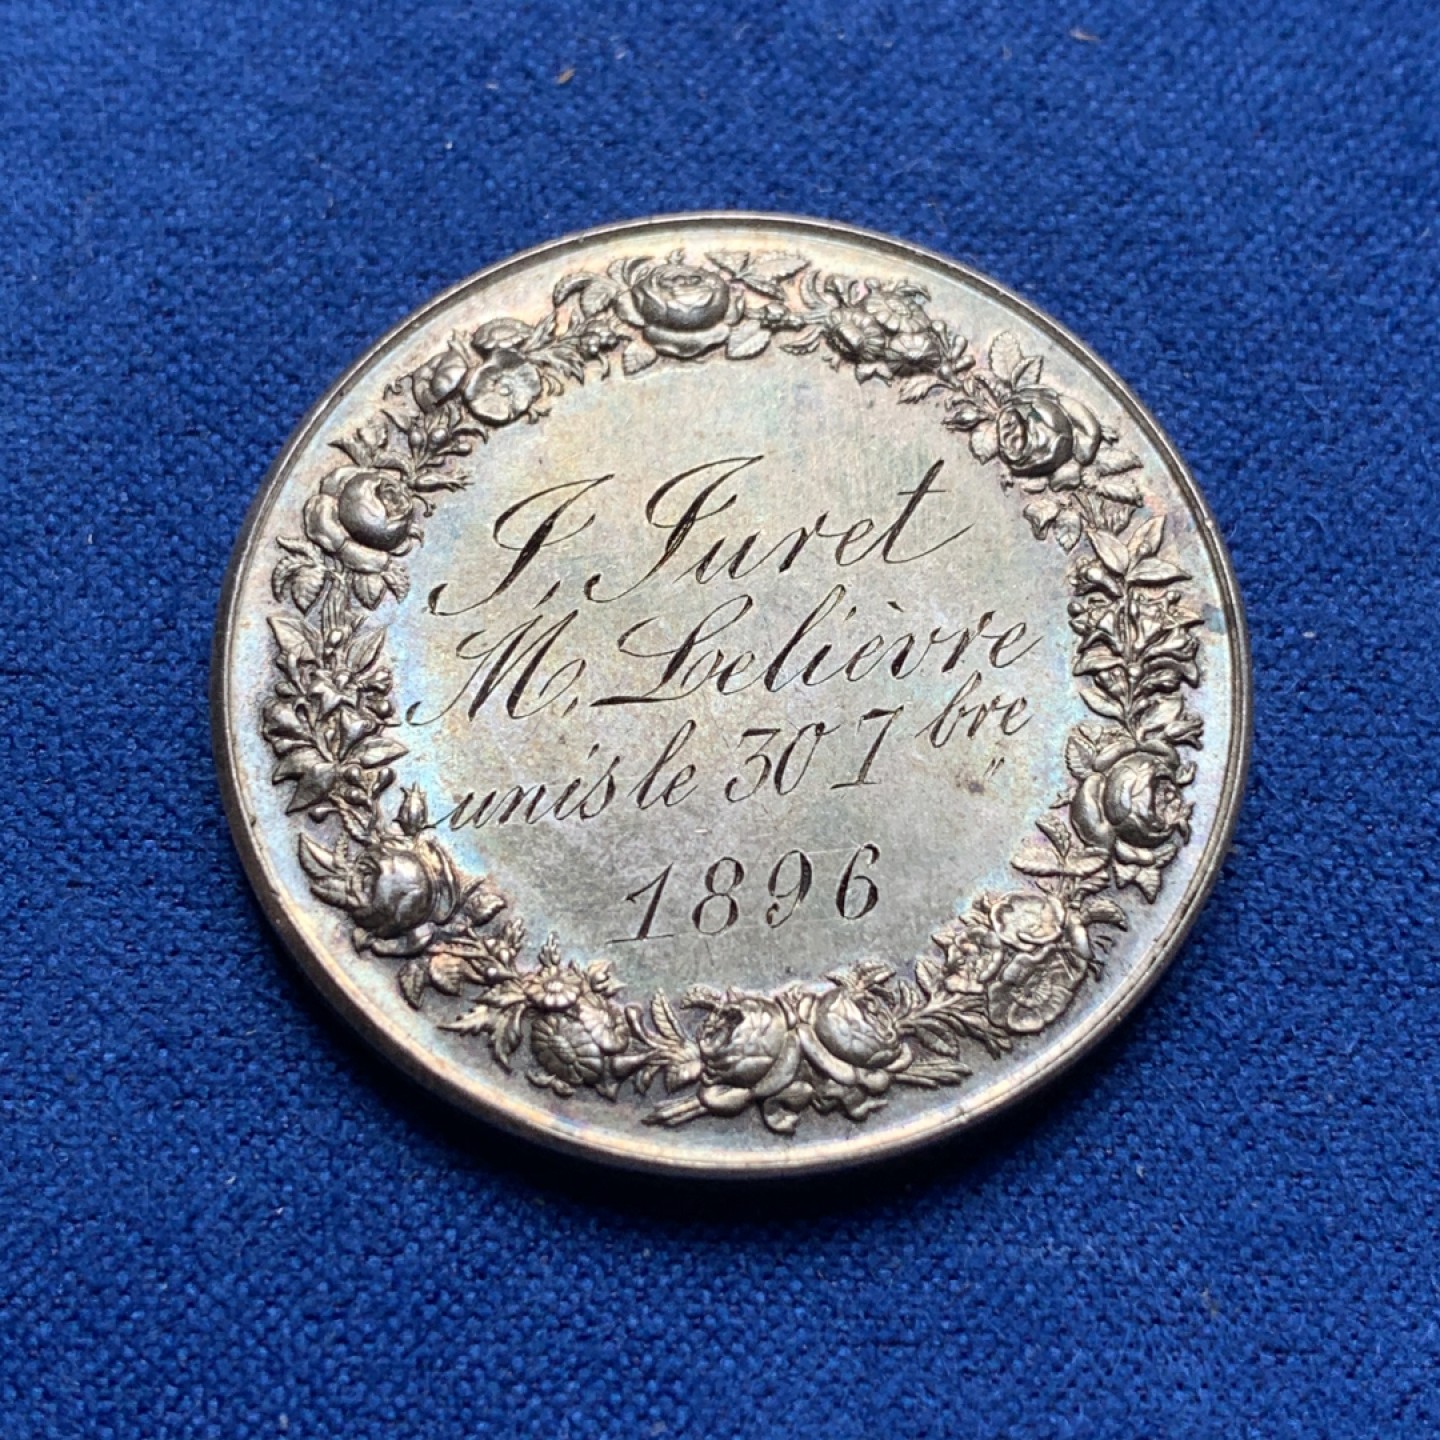 J. Juret
M. Lelièvre
unis le 30 7bre
1896